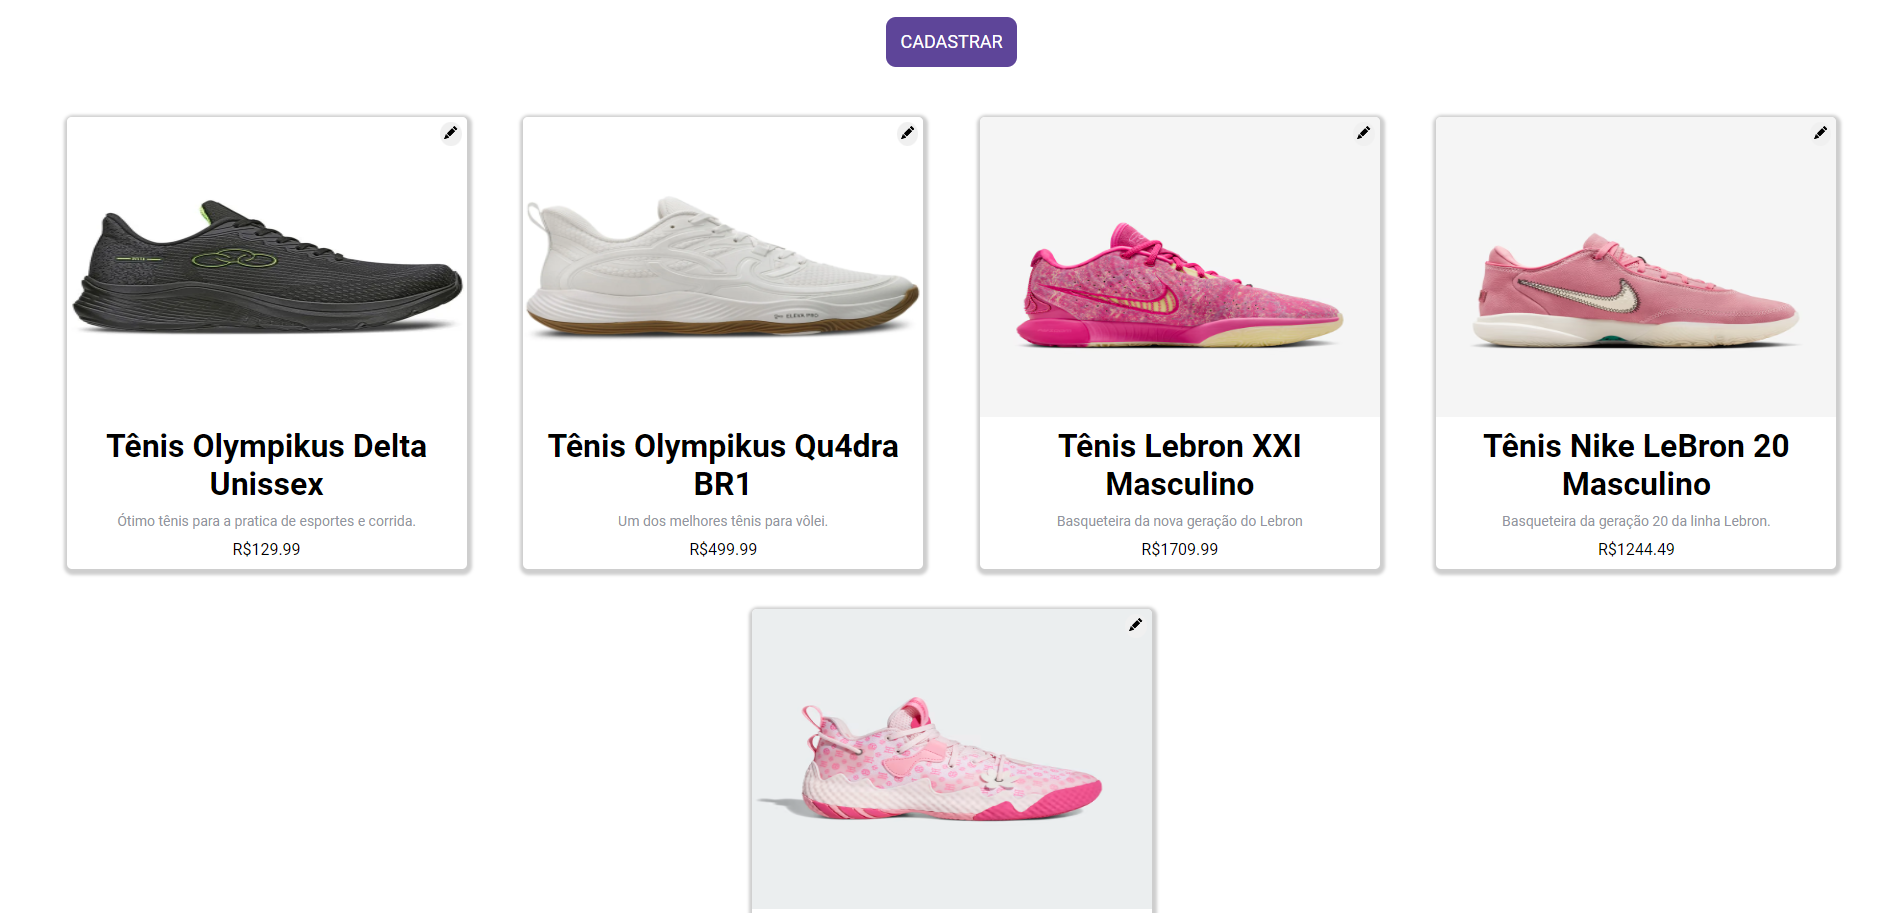 CADASTRAR
Tênis Olympikus Delta
Unissex
Ótimo tênis para a pratica de esportes e corrida.
R$129.99
Tênis Olympikus Qu4dra
BR1
Um dos melhores tênis para vôlei.
R$499.99
Tênis Lebron XXI
Masculino
Basqueteira da nova geração do Lebron
R$1709.99
Tênis Nike LeBron 20
Masculino
Basqueteira da geração 20 da linha Lebron.
R$1244.49